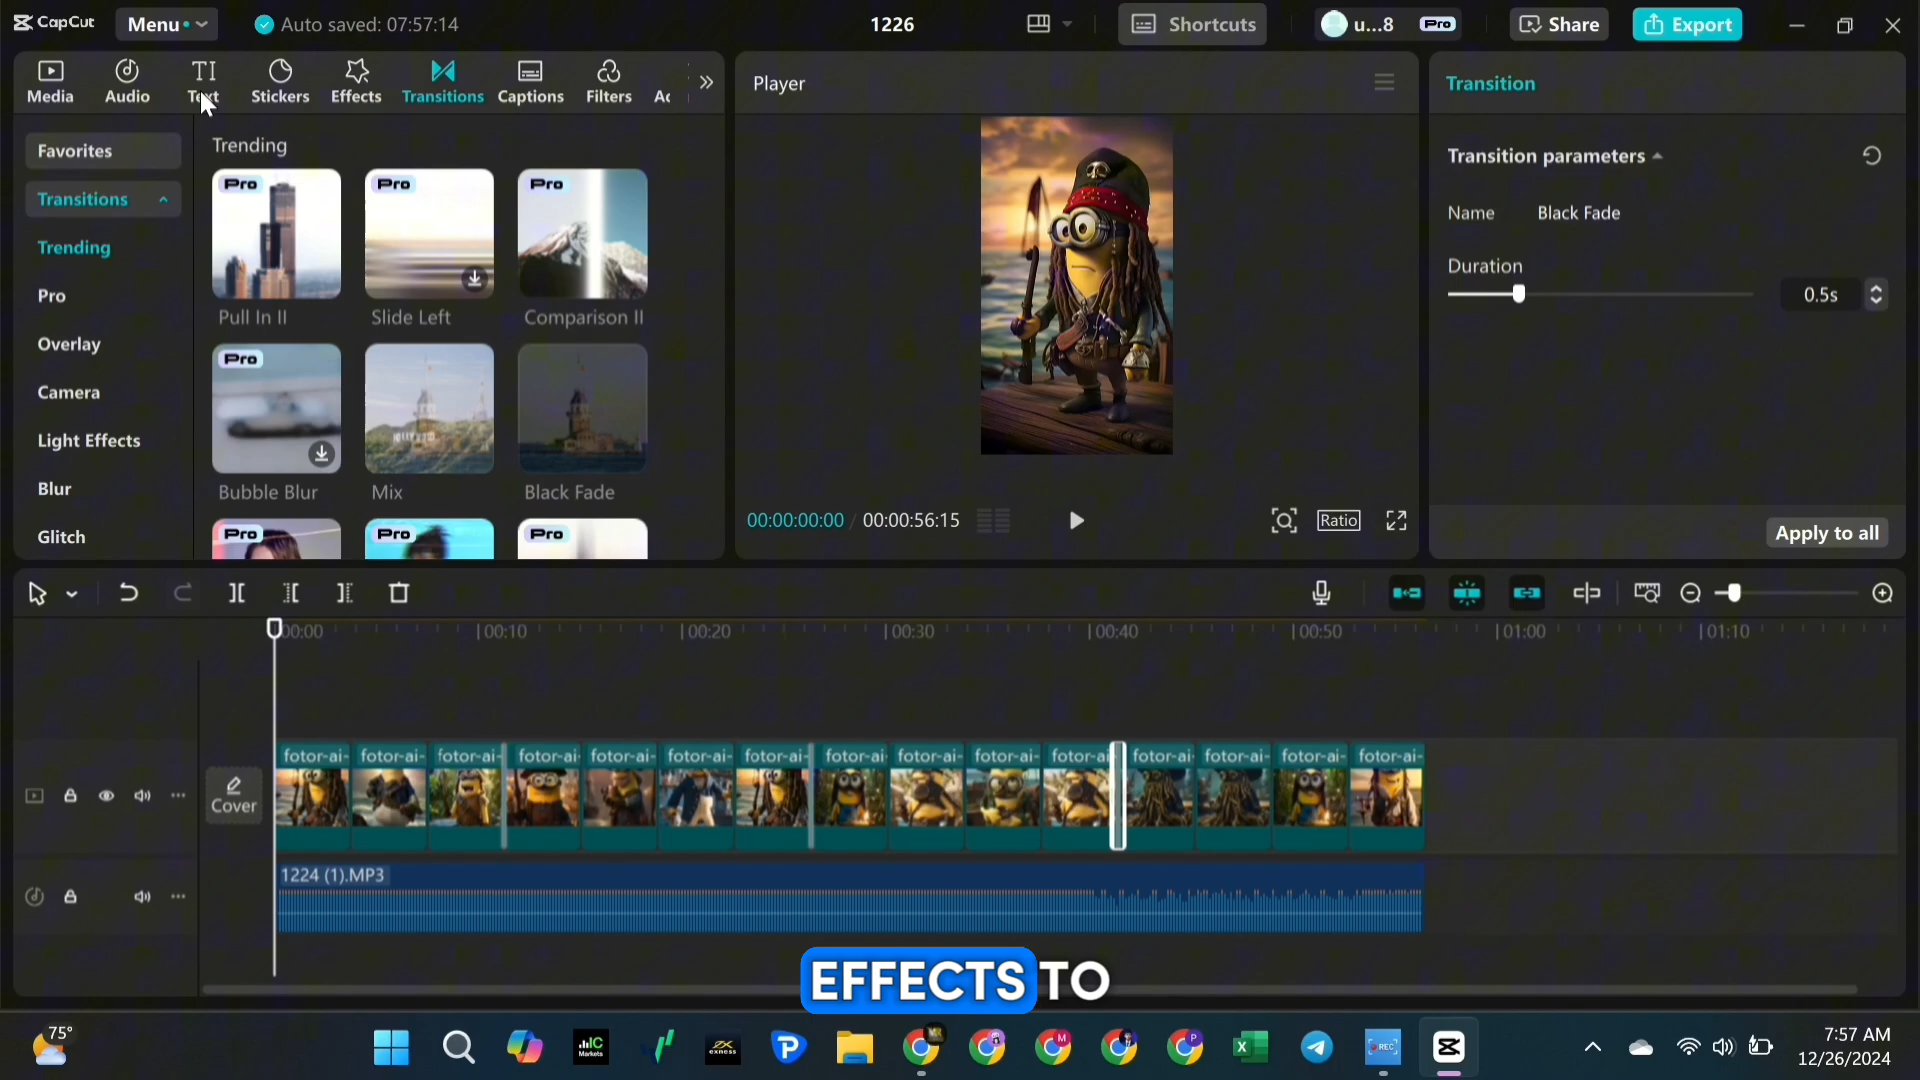 CapCut
Menu
Auto saved: 07:57:14
1226
Shortcuts
u...8
Pro
Share
Export
Media
Audio
Text
Stickers
Effects
Transitions
Captions
Filters
Player
Transition
Favorites
Transitions
Trending
Pro
Overlay
Camera
Light Effects
Blur
Glitch
Trending
Pro
Pro
Pro
Pull In II
Slide Left
Comparison II
Pro
Bubble Blur
Mix
Black Fade
Pro
Pro
Pro
00:00:00:00 / 00:00:56:15
Ratio
Transition parameters
Name Black Fade
Duration
0.5s
Apply to all
00:00 00:10 00:20 00:30 00:40 00:50 01:00 01:10
Cover
fotor-ai- fotor-ai- fotor-ai- fotor-ai- fotor-ai- fotor-ai- fotor-ai- fotor-ai- fotor-ai- fotor-ai- fotor-ai- fotor-ai- fotor-ai- fotor-ai- fotor-ai-
1224 (1).MP3
EFFECTS TO
75°
IC
Markets
exness
REC
7:57 AM
12/26/2024